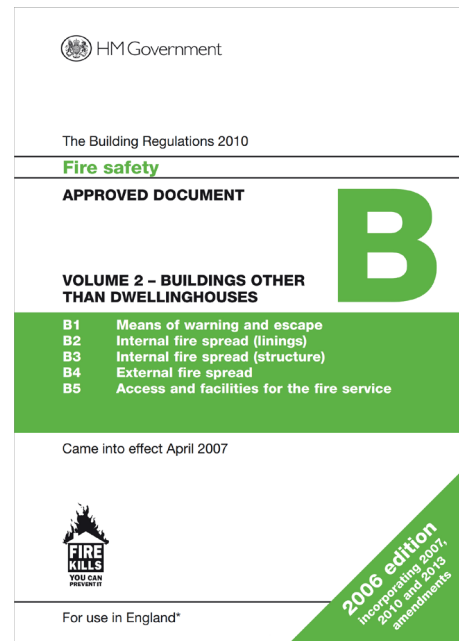 HM Government
The Building Regulations 2010
Fire safety
APPROVED DOCUMENT
B
VOLUME 2 – BUILDINGS OTHER
THAN DWELLINGHOUSES
B1 Means of warning and escape
B2 Internal fire spread (linings)
B3 Internal fire spread (structure)
B4 External fire spread
B5 Access and facilities for the fire service
Came into effect April 2007
FIRE
KILLS
YOU CAN
PREVENT IT
2006 edition
incorporating 2007,
2010 and 2013
amendments
For use in England*